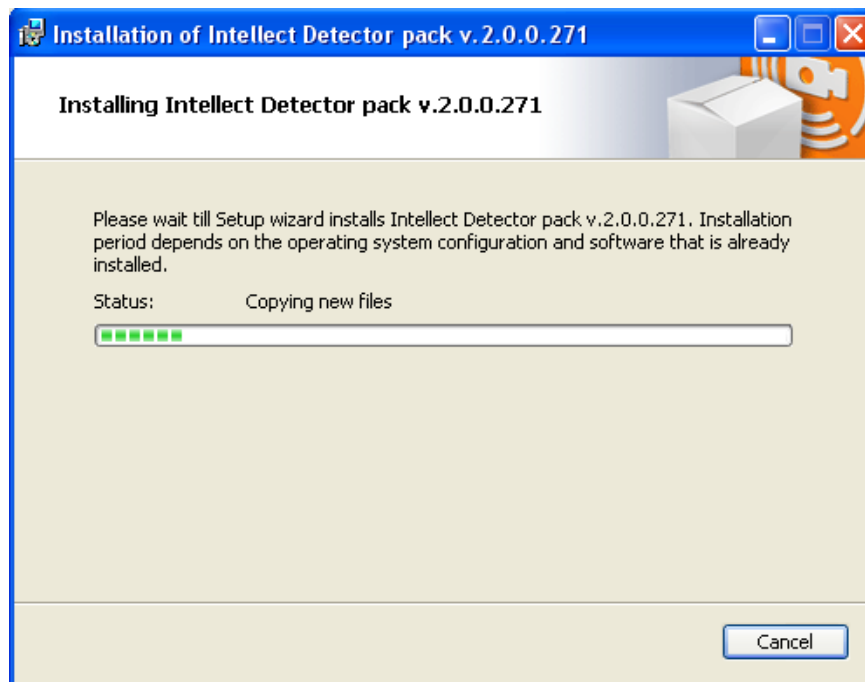 Installation of Intellect Detector pack v.2.0.0.271
Installing Intellect Detector pack v.2.0.0.271
Please wait till Setup wizard installs Intellect Detector pack v.2.0.0.271. Installation
period depends on the operating system configuration and software that is already
installed.
Status: Copying new files
Cancel